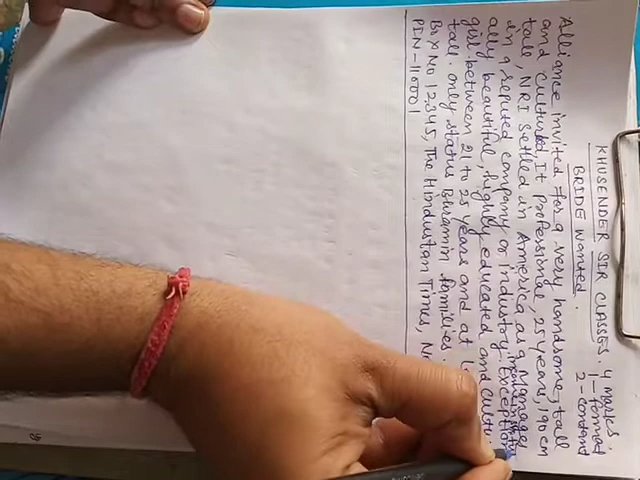 KHUSENDER SIR CLASSES. 4 marks.
1 - format
BRIDE wanted. 2 - content
Alliance invited for a very handsome, tall
and cultured, It professional, 25 years, 190 cm
tall, NRI settled in America as a Manager
in a reputed company or industry. Exception
ally beautiful, highly educated and cultu
girl between 21 to 25 years and at
tall. only status Bhramin families.
Box No 12345, The Hindustan Times,
PIN - 110001